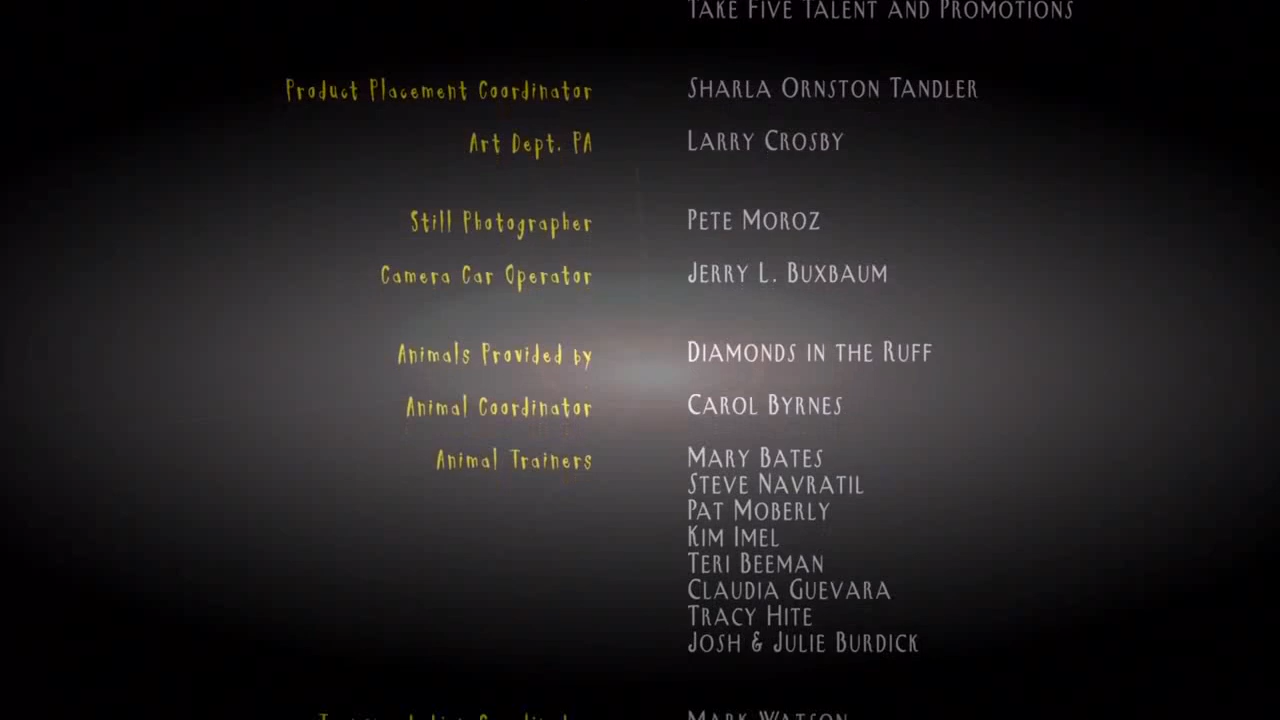 TAKE FIVE TALENT AND PROMOTIONS
Product Placement Coordinator SHARLA ORNSTON TANDLER
Art Dept. PA LARRY CROSBY
Still Photographer PETE MOROZ
Camera Car Operator JERRY L. BUXBAUM
Animals Provided by DIAMONDS IN THE RUFF
Animal Coordinator CAROL BYRNES
Animal Trainers MARY BATES
STEVE NAVRATIL
PAT MOBERLY
KIM IMEL
TERI BEEMAN
CLAUDIA GUEVARA
TRACY HITE
JOSH & JULIE BURDICK
MARK WATSON